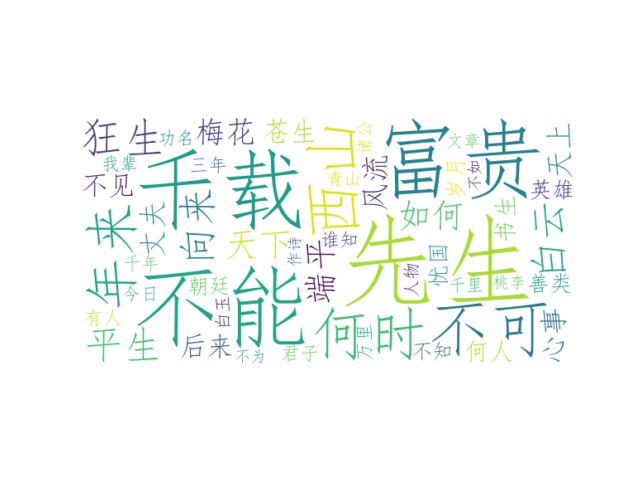 狂生
功名
梅花
苍生
西山
诸公
富贵
文章
天上
我辈
三年
千载
青山
风流
岁月
不如
不见
英雄
年来
丈夫
向来
天下
谁知
如何
书生
白云
先生
作诗
端平
忧国
人物
千年
今日
朝廷
白玉
不能
千里
桃李
善类
有人
平生
后来
不为
君子
何时
万里
不可
不知
何人
心事